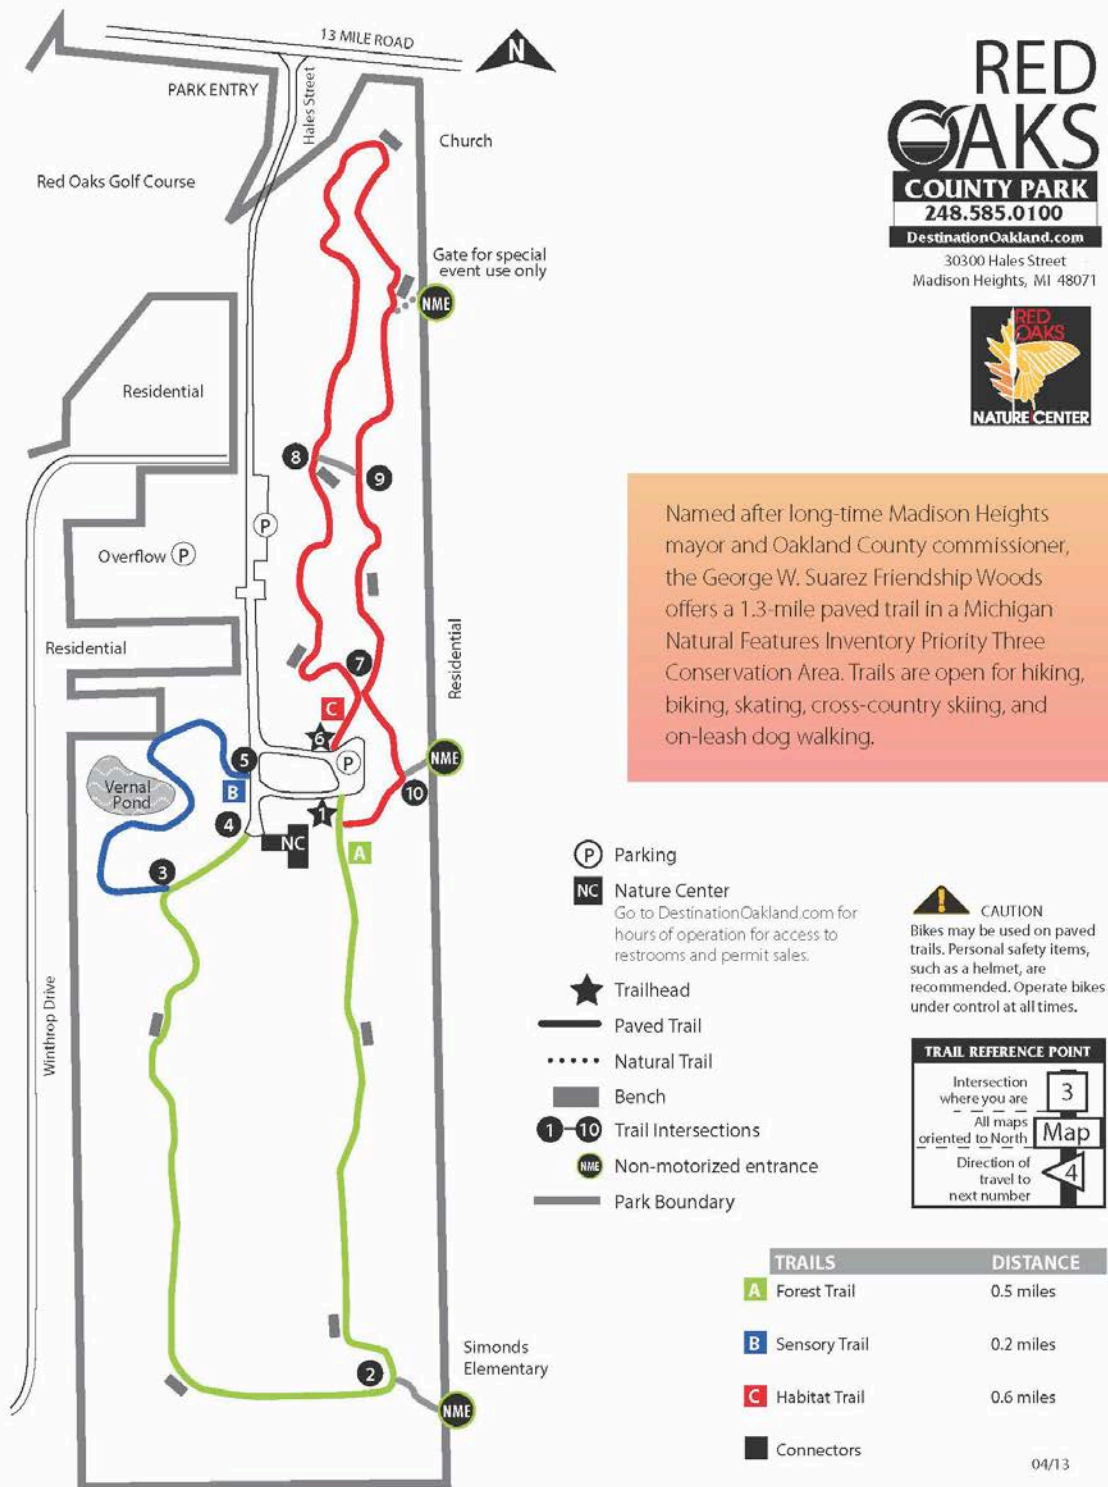 13 MILE ROAD
N
PARK ENTRY
Hales Street
Church
Red Oaks Golf Course
Gate for special
event use only
NME
Residential
8
9
P
Overflow P
Residential
Residential
7
C
6
P
NME
5
B
Vernal
Pond
10
1
4
NC
A
3
Winthrop Drive
2
Simonds
Elementary
NME
RED
OAKS
COUNTY PARK
248.585.0100
DestinationOakland.com
30300 Hales Street
Madison Heights, MI 48071
RED
OAKS
NATURE CENTER
Named after long-time Madison Heights
mayor and Oakland County commissioner,
the George W. Suarez Friendship Woods
offers a 1.3-mile paved trail in a Michigan
Natural Features Inventory Priority Three
Conservation Area. Trails are open for hiking,
biking, skating, cross-country skiing, and
on-leash dog walking.
P Parking
NC Nature Center
Go to DestinationOakland.com for
hours of operation for access to
restrooms and permit sales.
Trailhead
Paved Trail
Natural Trail
Bench
1-10 Trail Intersections
NME Non-motorized entrance
Park Boundary
! CAUTION
Bikes may be used on paved
trails. Personal safety items,
such as a helmet, are
recommended. Operate bikes
under control at all times.
TRAIL REFERENCE POINT
Intersection
where you are
3
All maps
oriented to North
Map
Direction of
travel to
next number
4
TRAILS DISTANCE
A Forest Trail 0.5 miles
B Sensory Trail 0.2 miles
C Habitat Trail 0.6 miles
Connectors
04/13